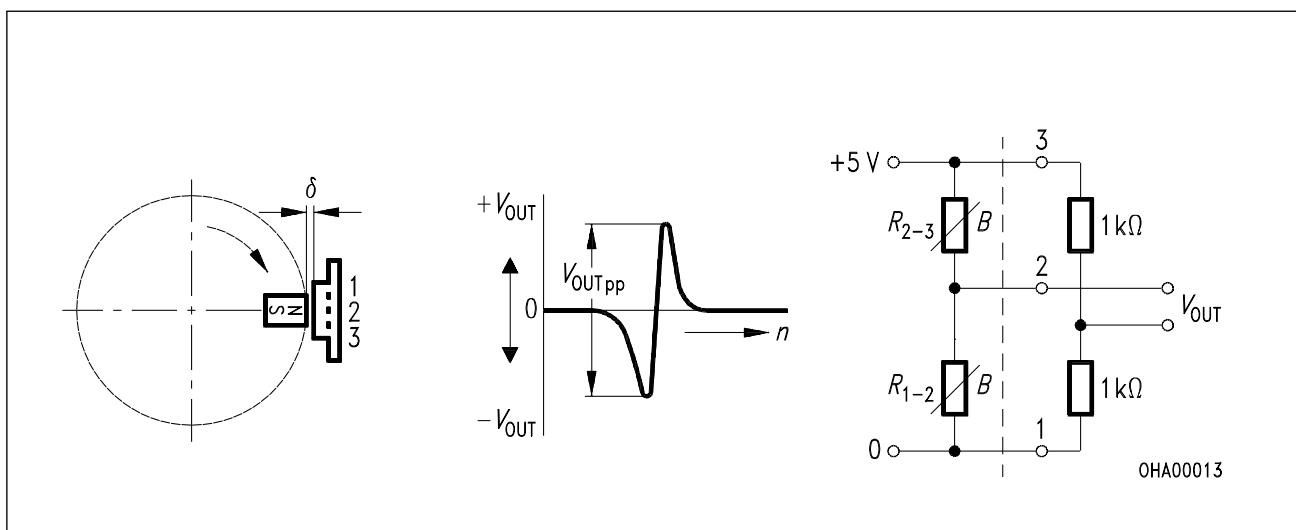 δ
S N
1
2
3
+V_OUT
V_OUTpp
0
n
−V_OUT
+5 V
3
R_2−3 B
1 kΩ
2
V_OUT
R_1−2 B
1 kΩ
0
1
OHA00013